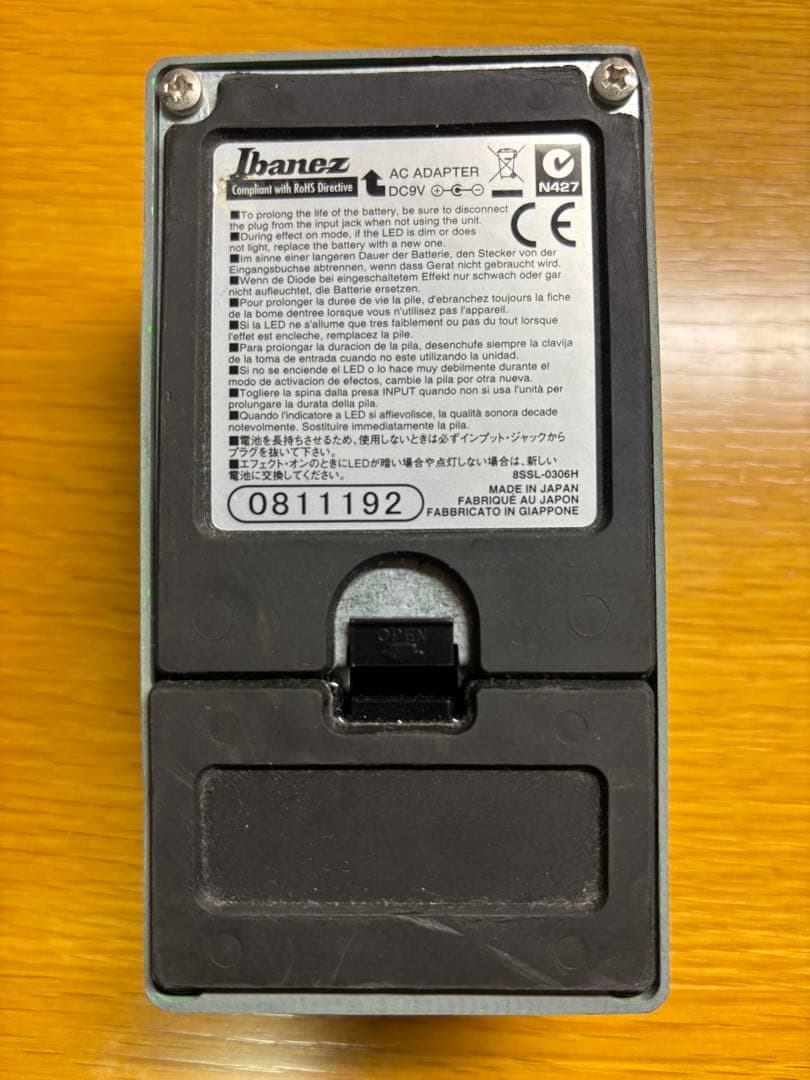 Ibanez
Compliant with RoHS Directive
AC ADAPTER
DC9V
N427
CE
■To prolong the life of the battery, be sure to disconnect
the plug from the input jack when not using the unit.
■During effect on mode, if the LED is dim or does
not light, replace the battery with a new one.
■Im sinne einer langeren Dauer der Batterie, den Stecker von der
Eingangsbuchse abtrennen, wenn dass Gerat nicht gebraucht wird.
■Wenn de Diode bei eingeschaltetem Effekt nur schwach oder gar
nicht aufleuchtet, die Batterie ersetzen.
■Pour prolonger la duree de vie la pile, d'ebranchez toujours la fiche
de la bome dentree lorsque vous n'utilisez pas l'appareil.
■Si la LED ne s'allume que tres faiblement ou pas du tout lorsque
l'effet est encleche, remplacez la pile.
■Para prolongar la duracion de la pila, desenchufe siempre la clavija
de la toma de entrada cuando no este utilizando la unidad.
■Si no se enciende el LED o lo hace muy debilmente durante el
modo de activacion de efectos, cambie la pila por otra nueva.
■Togliere la spina dalla presa INPUT quando non si usa l'unità per
prolungare la durata della pila.
■Quando l'indicatore a LED si affievolisce, la qualità sonora decade
notevolmente. Sostituire immediatamente la pila.
■電池を長持ちさせるため、使用しないときは必ずインプット・ジャックから
プラグを抜いて下さい。
■エフェクト・オンのときにLEDが暗い場合や点灯しない場合は、新しい
電池に交換してください。
8SSL-0306H
0811192
MADE IN JAPAN
FABRIQUÉ AU JAPON
FABBRICATO IN GIAPPONE
OPEN